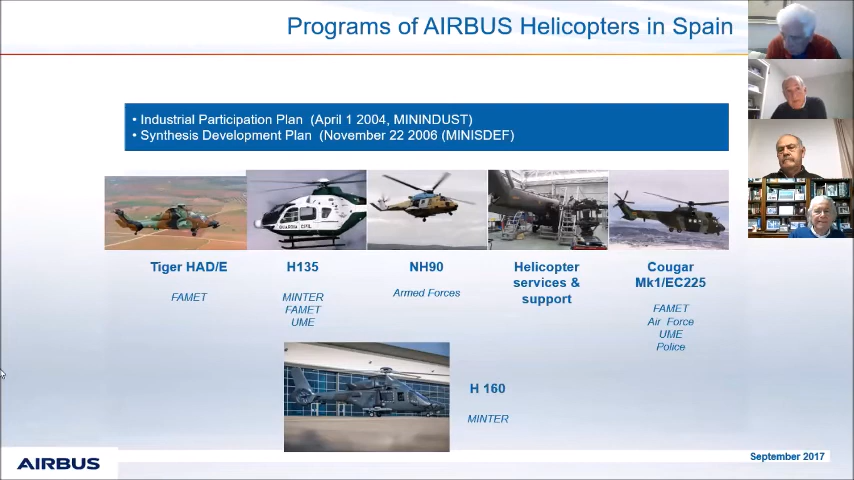 Programs of AIRBUS Helicopters in Spain
• Industrial Participation Plan (April 1 2004, MININDUST)
• Synthesis Development Plan (November 22 2006 (MINISDEF)
GUARDIA CIVIL
Tiger HAD/E
FAMET
H135
MINTER
FAMET
UME
NH90
Armed Forces
Helicopter
services &
support
Cougar
Mk1/EC225
FAMET
Air Force
UME
Police
H 160
MINTER
AIRBUS
September 2017